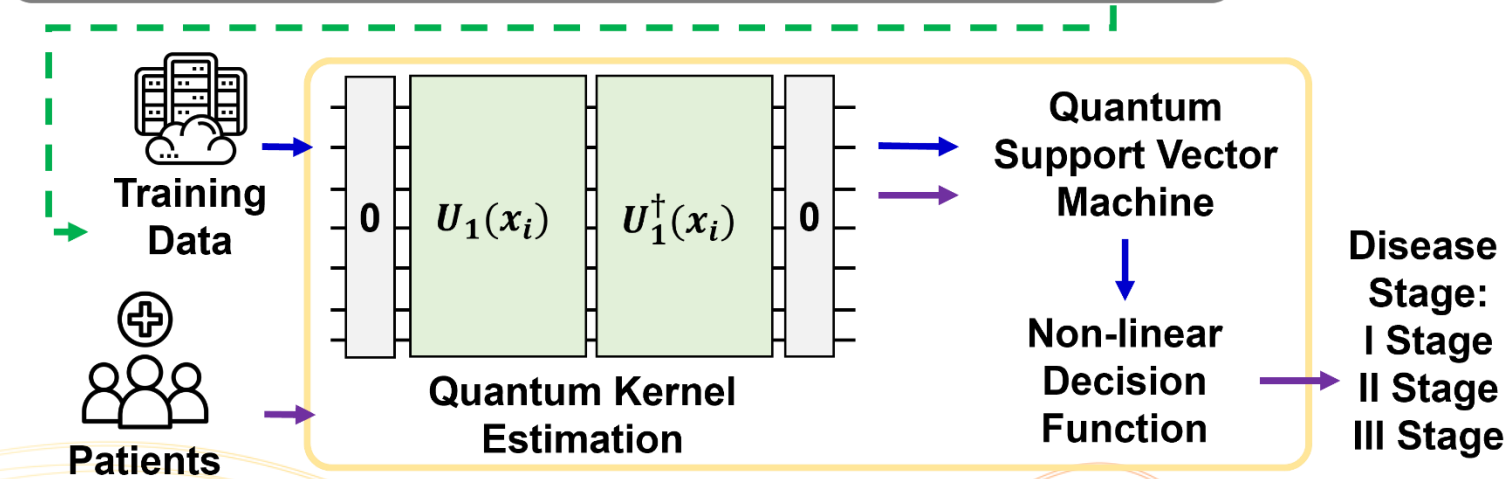 Training
Data
Patients
0
U₁(xᵢ)
U₁†(xᵢ)
0
Quantum Kernel
Estimation
Quantum
Support Vector
Machine
Non-linear
Decision
Function
Disease
Stage:
I Stage
II Stage
III Stage